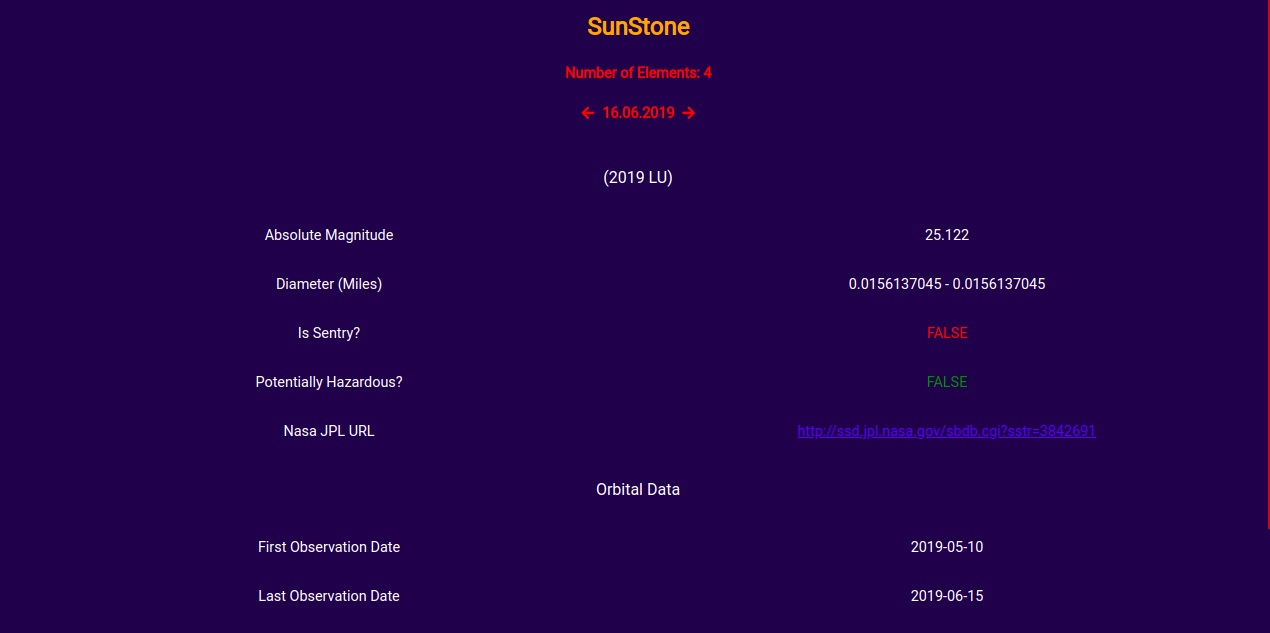 SunStone
Number of Elements: 4
← 16.06.2019 →
(2019 LU)
Absolute Magnitude 25.122
Diameter (Miles) 0.0156137045 - 0.0156137045
Is Sentry? FALSE
Potentially Hazardous? FALSE
Nasa JPL URL http://ssd.jpl.nasa.gov/sbdb.cgi?sstr=3842691
Orbital Data
First Observation Date 2019-05-10
Last Observation Date 2019-06-15